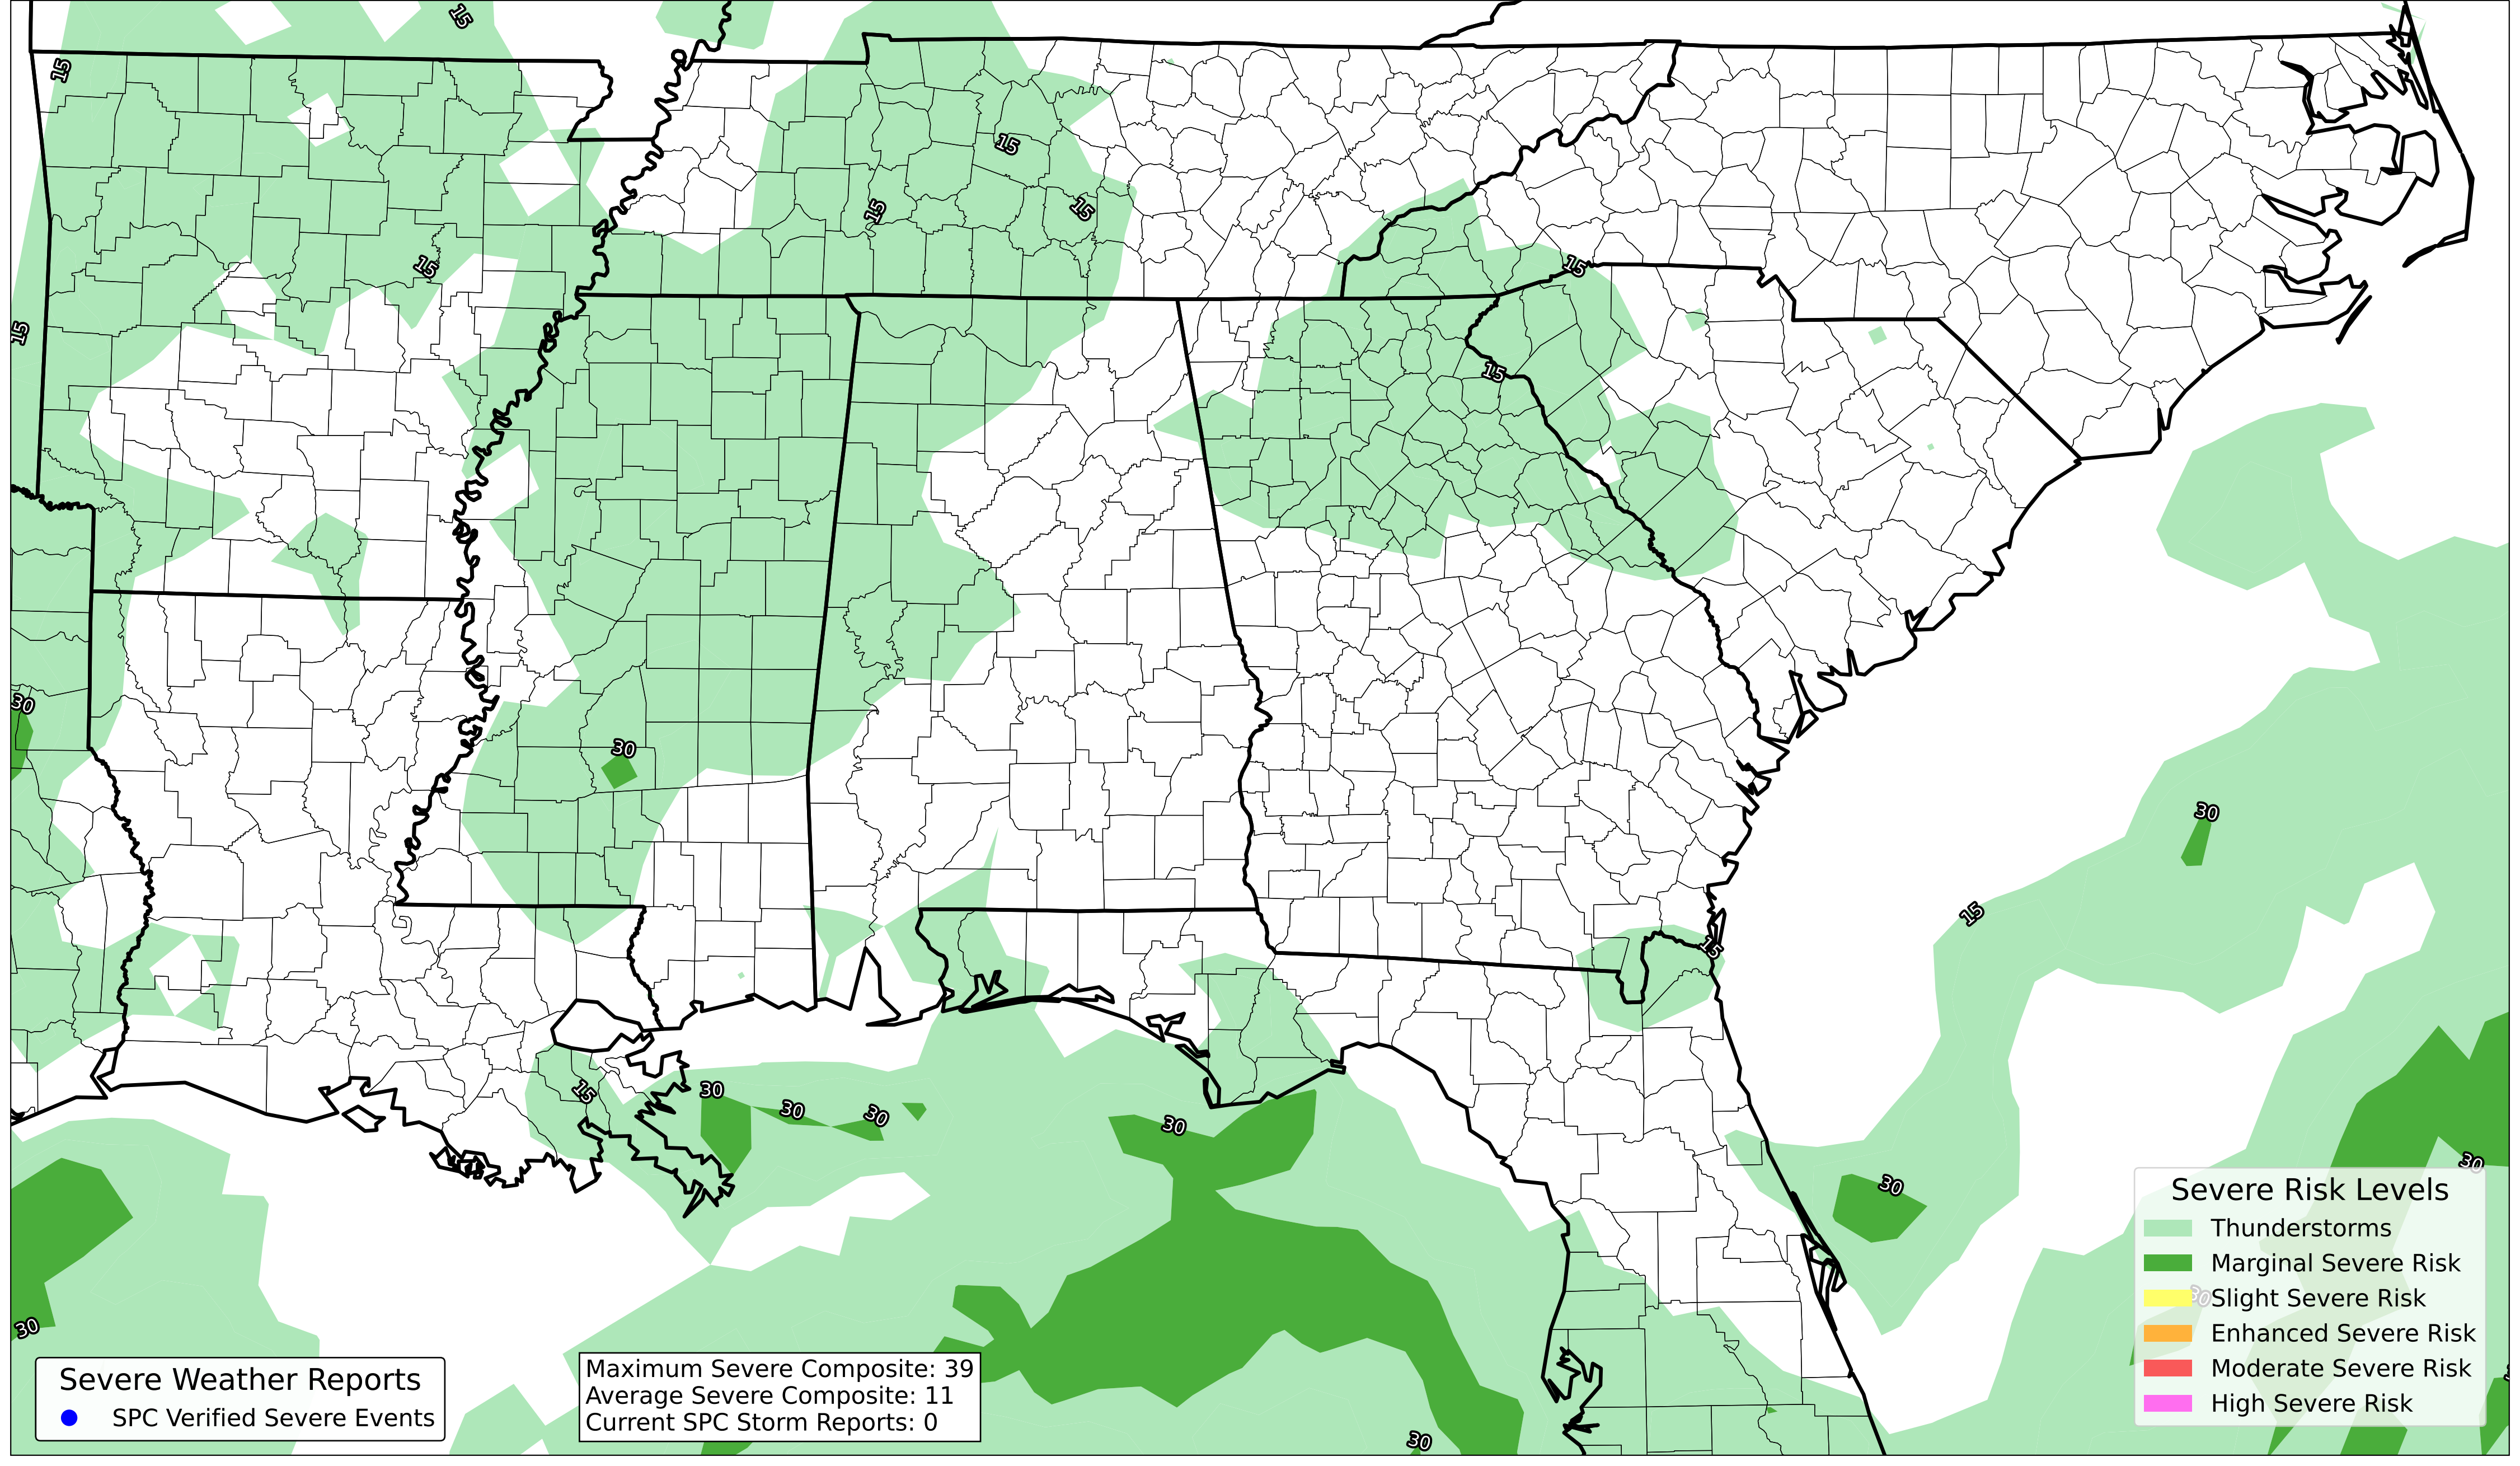 15
15
15
15
15
15
15
15
15
30
30
30
15
15
30
15
30
30
30
30
30
30
30
30
30
Severe Risk Levels
Thunderstorms
Marginal Severe Risk
Slight Severe Risk
Enhanced Severe Risk
Moderate Severe Risk
High Severe Risk
Severe Weather Reports
SPC Verified Severe Events
Maximum Severe Composite: 39
Average Severe Composite: 11
Current SPC Storm Reports: 0